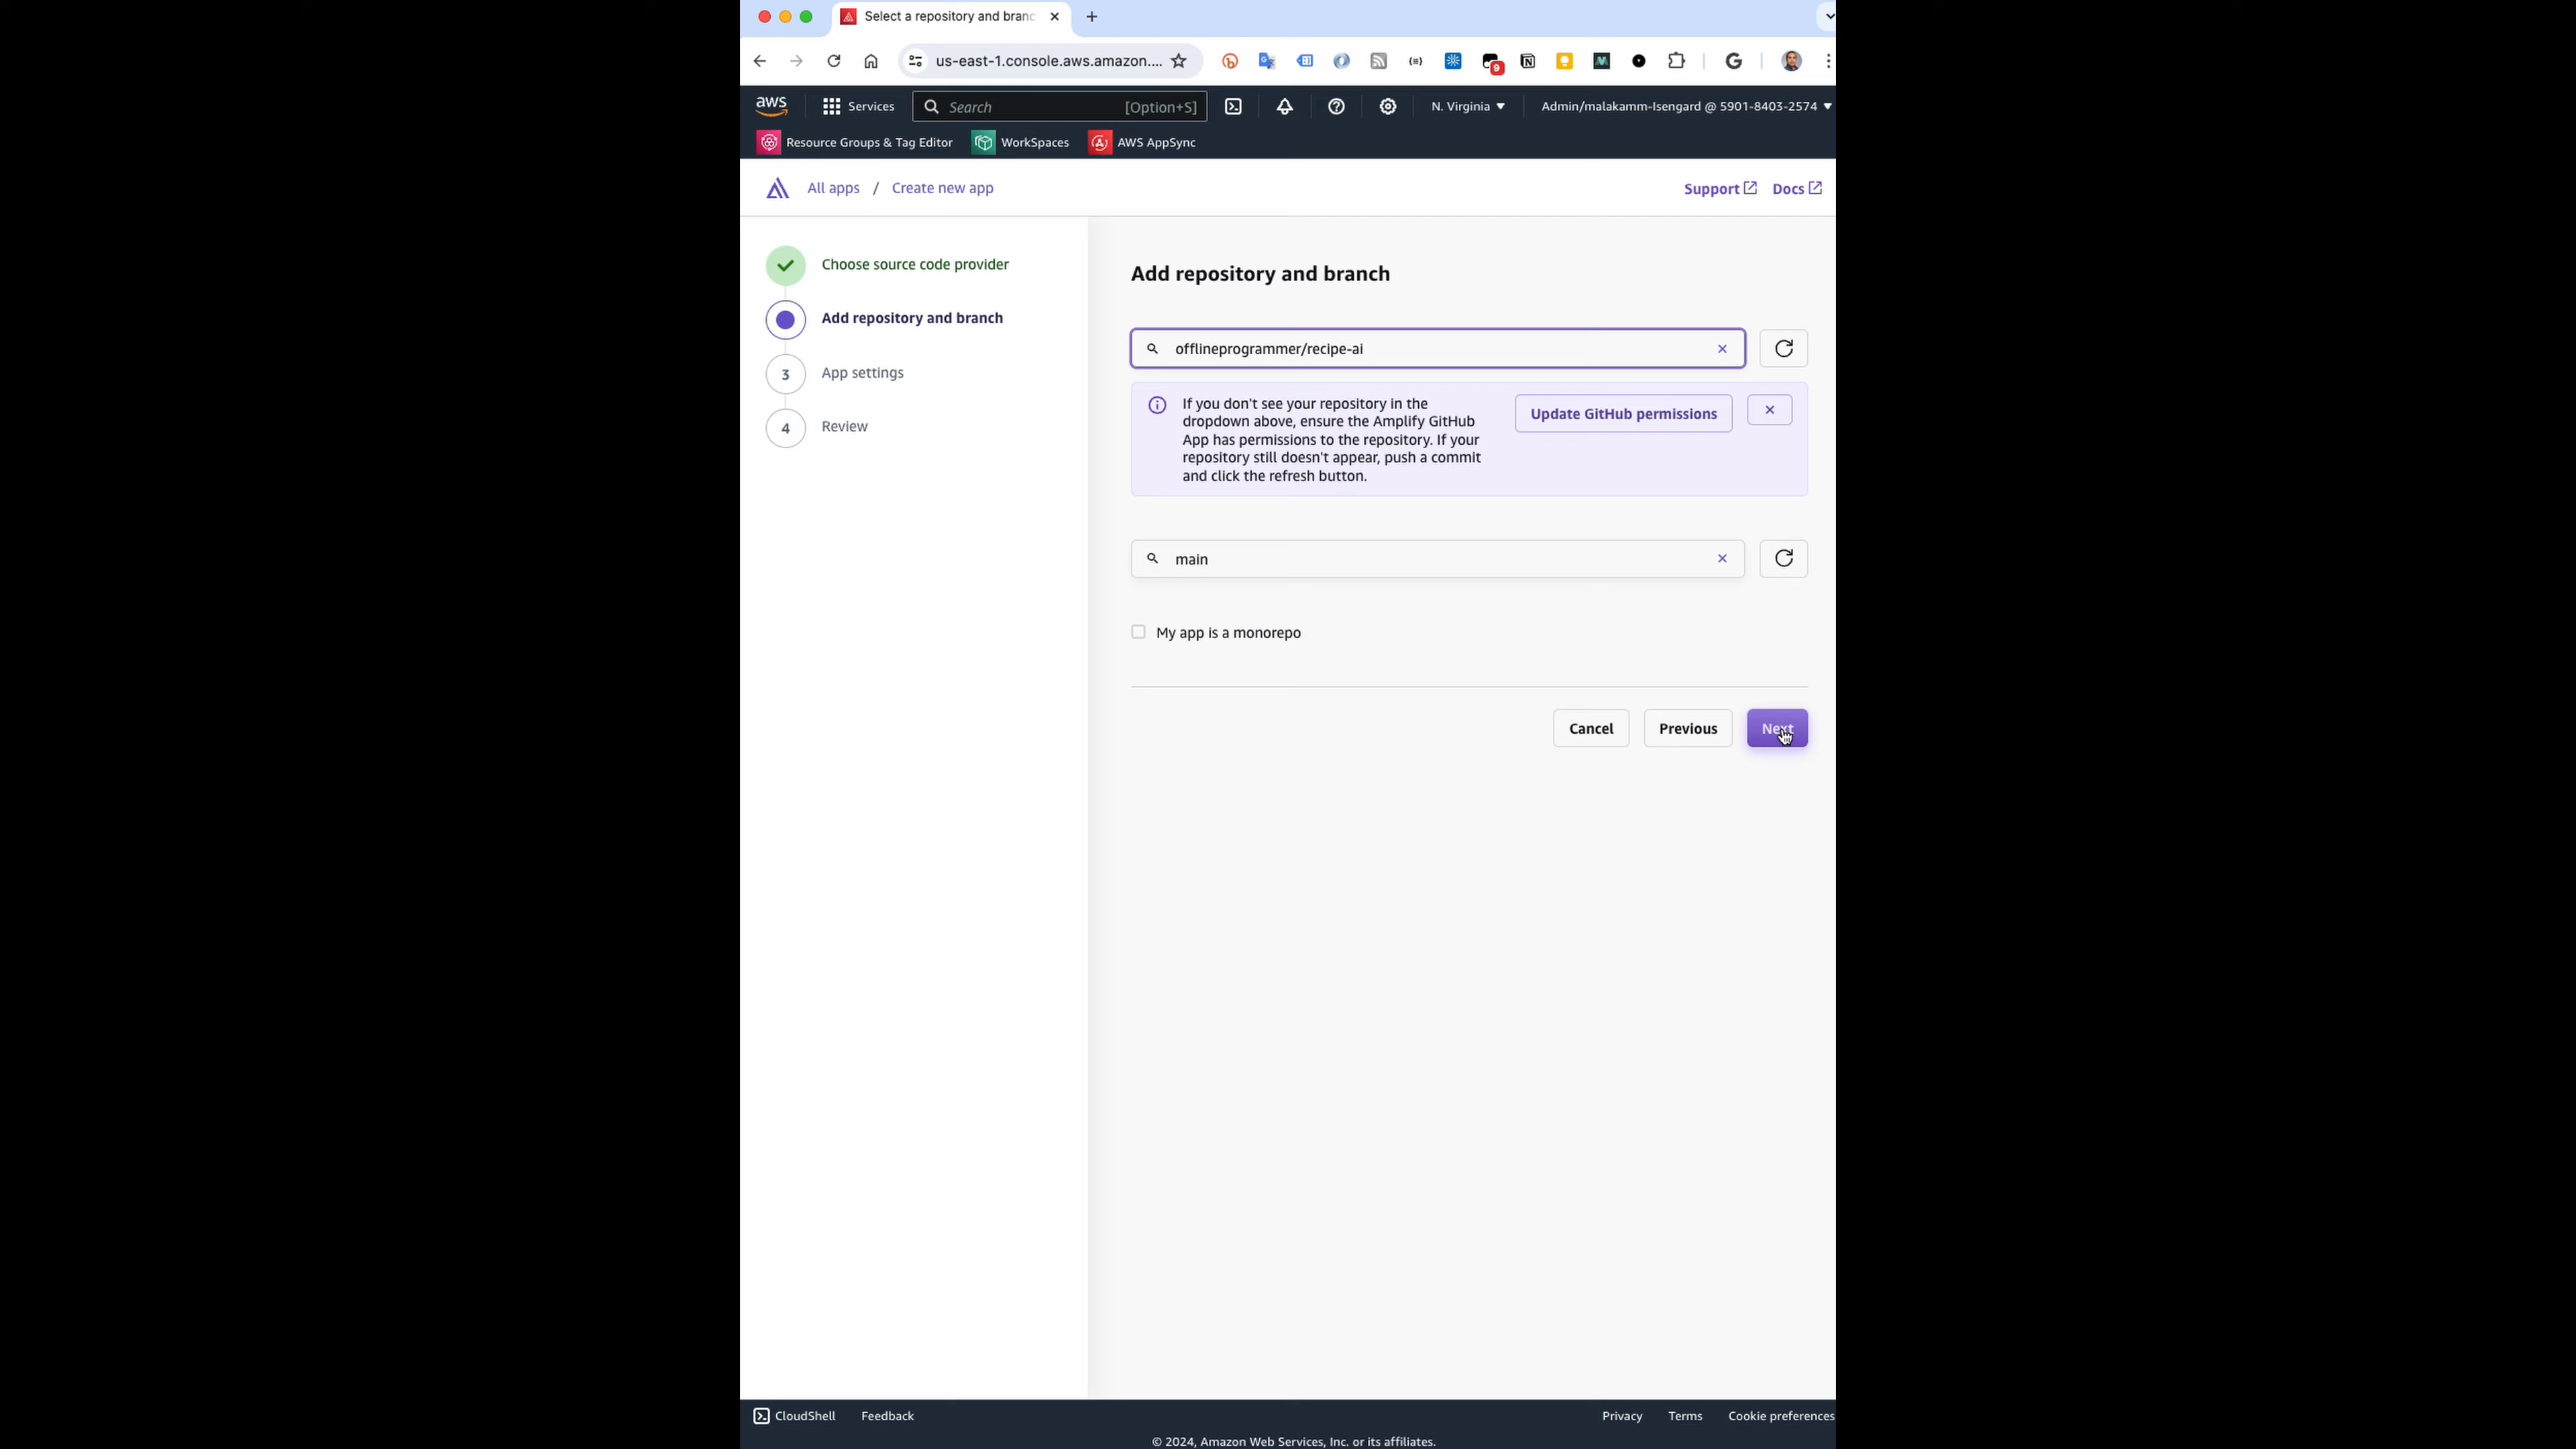 Select a repository and branc
us-east-1.console.aws.amazon....
9
aws
Services
Search
[Option+S]
N. Virginia
Admin/malakamm-Isengard @ 5901-8403-2574
Resource Groups & Tag Editor
WorkSpaces
AWS AppSync
All apps / Create new app
Support
Docs
Choose source code provider
Add repository and branch
3 App settings
4 Review
Add repository and branch
offlineprogrammer/recipe-ai
If you don't see your repository in the
dropdown above, ensure the Amplify GitHub
App has permissions to the repository. If your
repository still doesn't appear, push a commit
and click the refresh button.
Update GitHub permissions
main
My app is a monorepo
Cancel
Previous
Next
CloudShell
Feedback
Privacy
Terms
Cookie preferences
© 2024, Amazon Web Services, Inc. or its affiliates.